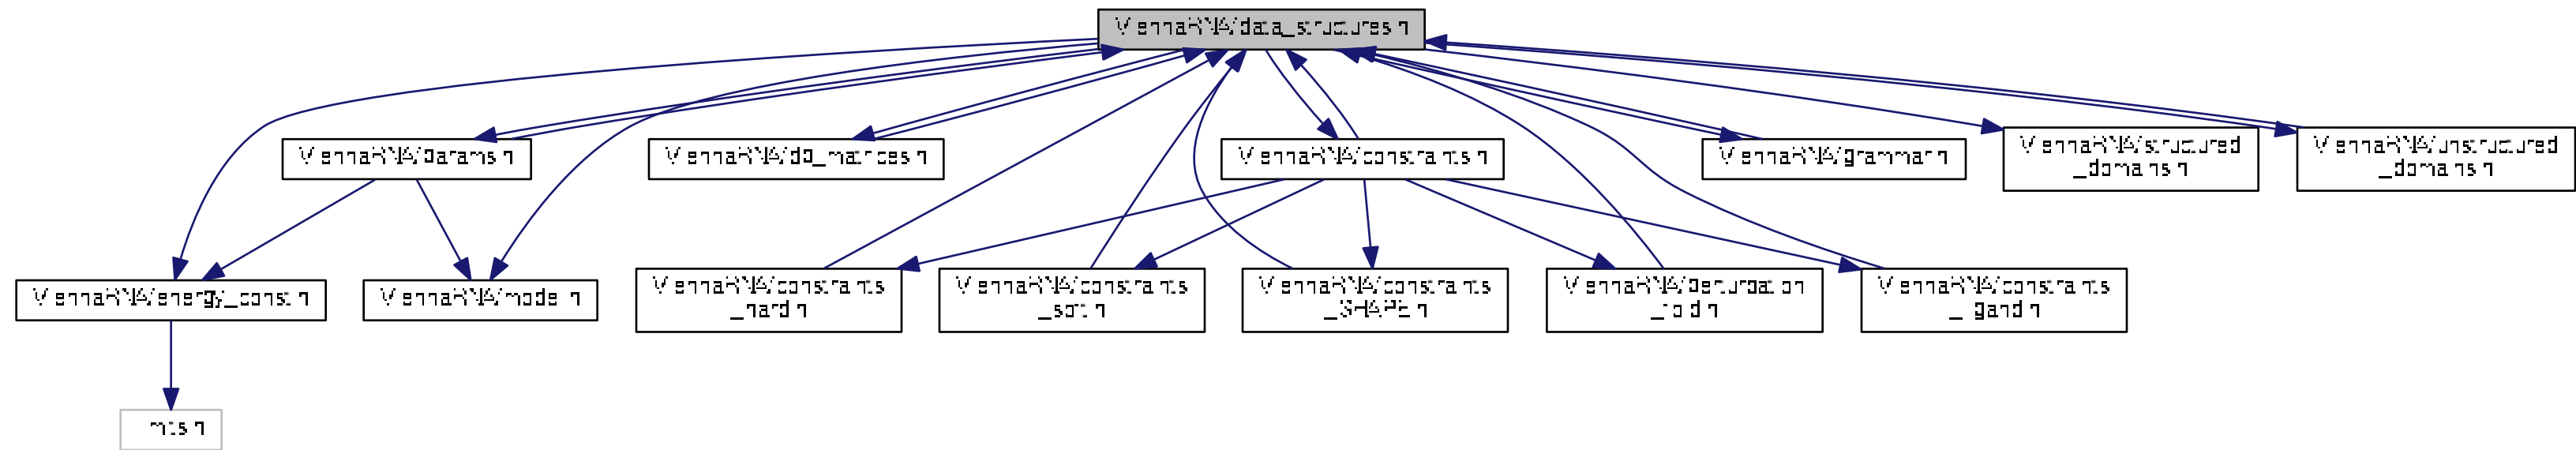 ViennaRNA/data_structures.h
ViennaRNA/params.h
ViennaRNA/dp_matrices.h
ViennaRNA/constraints.h
ViennaRNA/grammar.h
ViennaRNA/structured
_domains.h
ViennaRNA/unstructured
_domains.h
ViennaRNA/energy_const.h
ViennaRNA/model.h
ViennaRNA/constraints
_hard.h
ViennaRNA/constraints
_soft.h
ViennaRNA/constraints
_SHAPE.h
ViennaRNA/perturbation
_fold.h
ViennaRNA/constraints
_ligand.h
limits.h